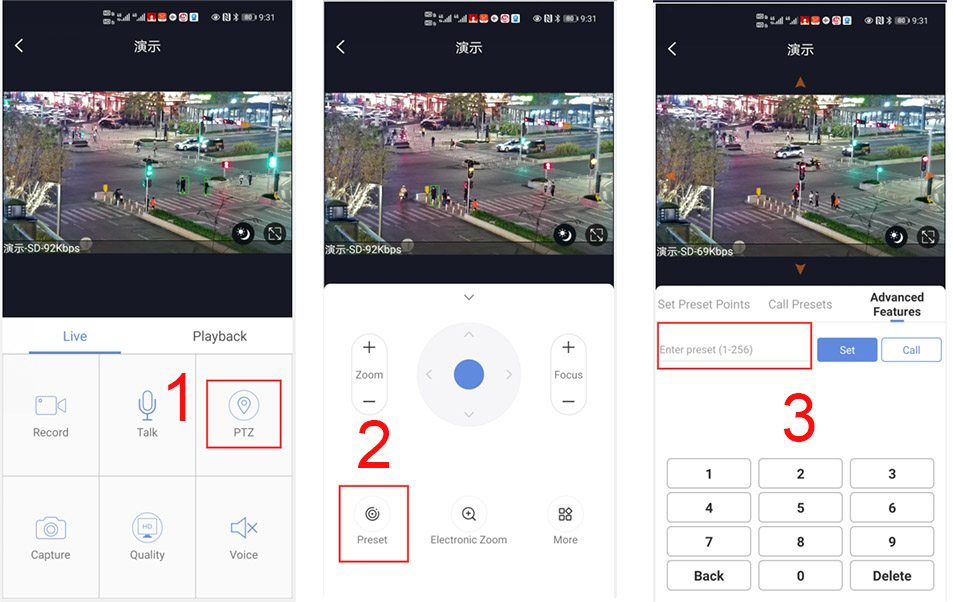 9:31
演示
演示-SD-92Kbps
Live
Playback
Record
Talk
1
PTZ
Capture
HD
Quality
Voice
9:31
演示
演示-SD-92Kbps
Zoom
Focus
2
Preset
Electronic Zoom
More
9:31
演示
演示-SD-69Kbps
Set Preset Points
Call Presets
Advanced
Features
Enter preset (1-256)
Set
Call
3
1
2
3
4
5
6
7
8
9
Back
0
Delete